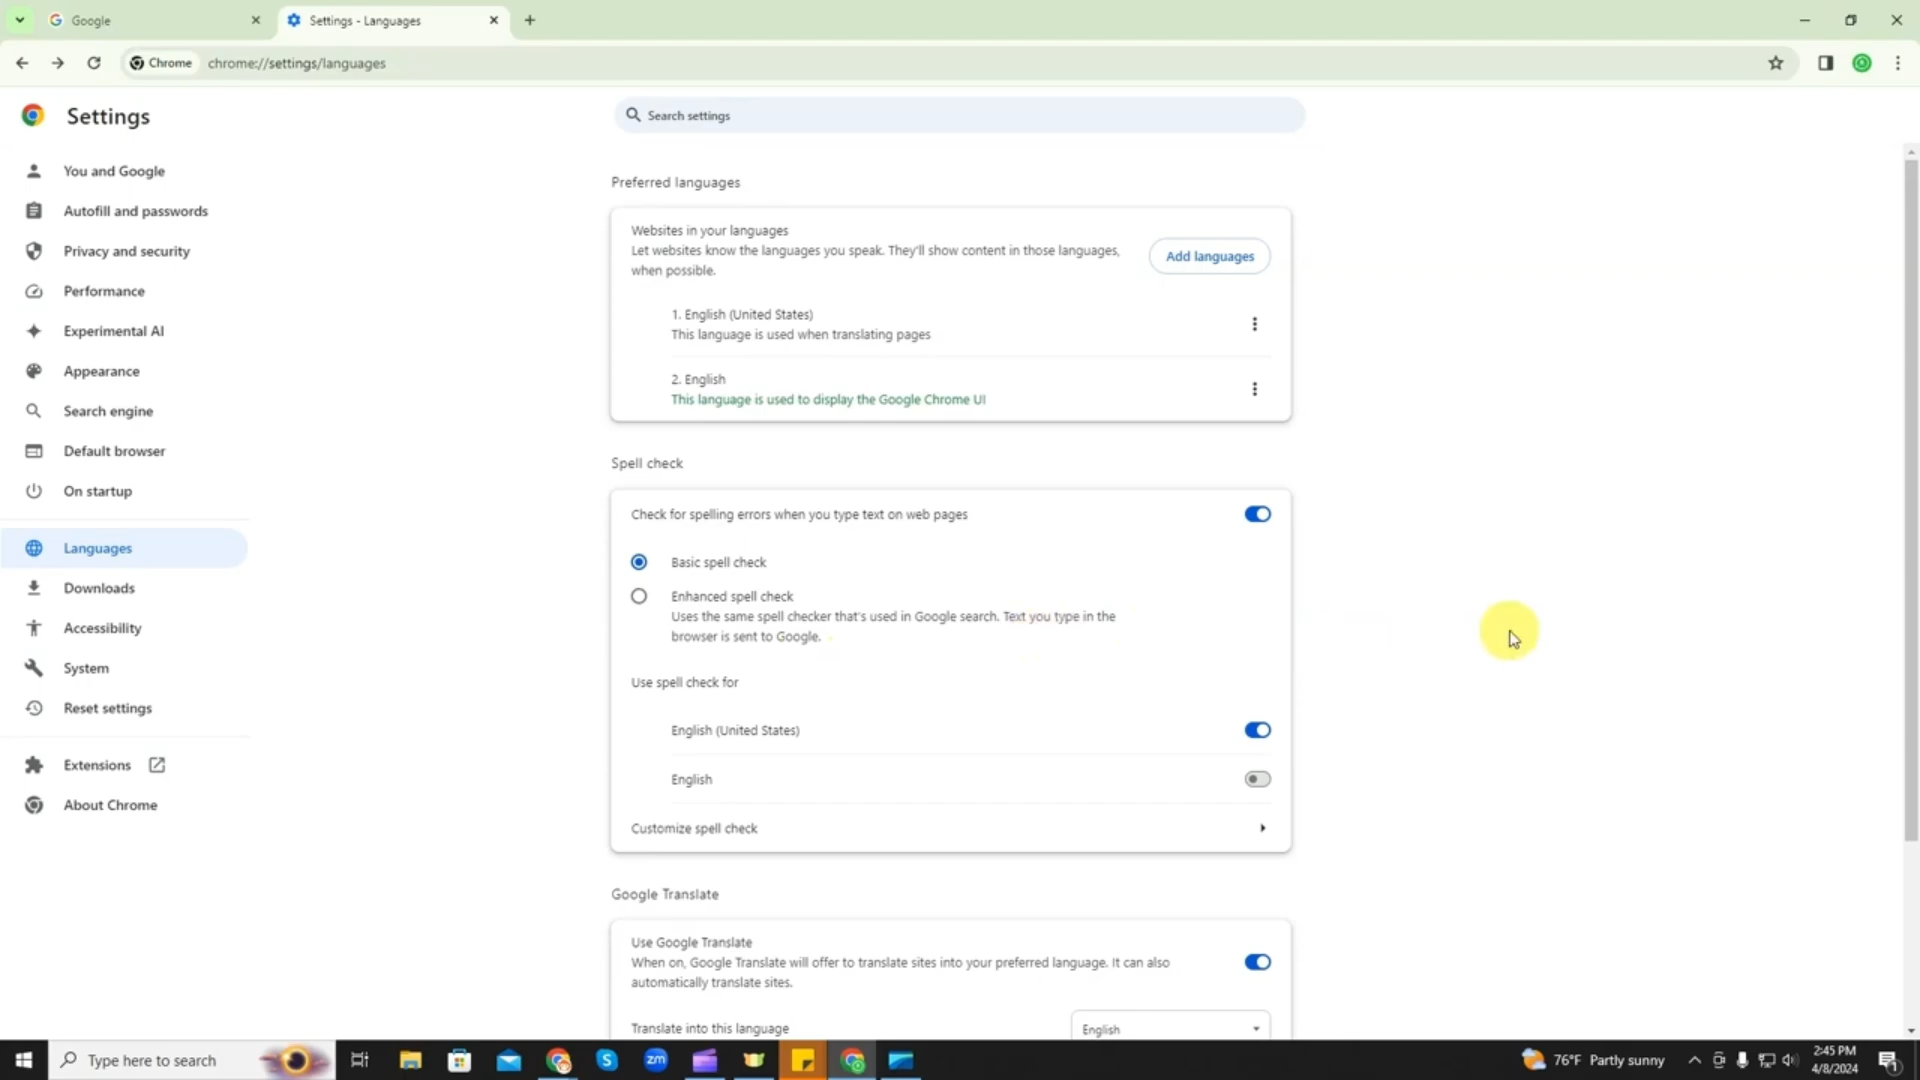 Google
Settings - Languages
Chrome
chrome://settings/languages
Settings
Search settings
You and Google
Autofill and passwords
Privacy and security
Performance
Experimental AI
Appearance
Search engine
Default browser
On startup
Languages
Downloads
Accessibility
System
Reset settings
Extensions
About Chrome
Preferred languages
Websites in your languages
Let websites know the languages you speak. They'll show content in those languages,
when possible.
Add languages
1. English (United States)
This language is used when translating pages
2. English
This language is used to display the Google Chrome UI
Spell check
Check for spelling errors when you type text on web pages
Basic spell check
Enhanced spell check
Uses the same spell checker that's used in Google search. Text you type in the
browser is sent to Google.
Use spell check for
English (United States)
English
Customize spell check
Google Translate
Use Google Translate
When on, Google Translate will offer to translate sites into your preferred language. It can also
automatically translate sites.
Translate into this language
English
Type here to search
zm
76°F Partly sunny
2:45 PM
4/8/2024
1